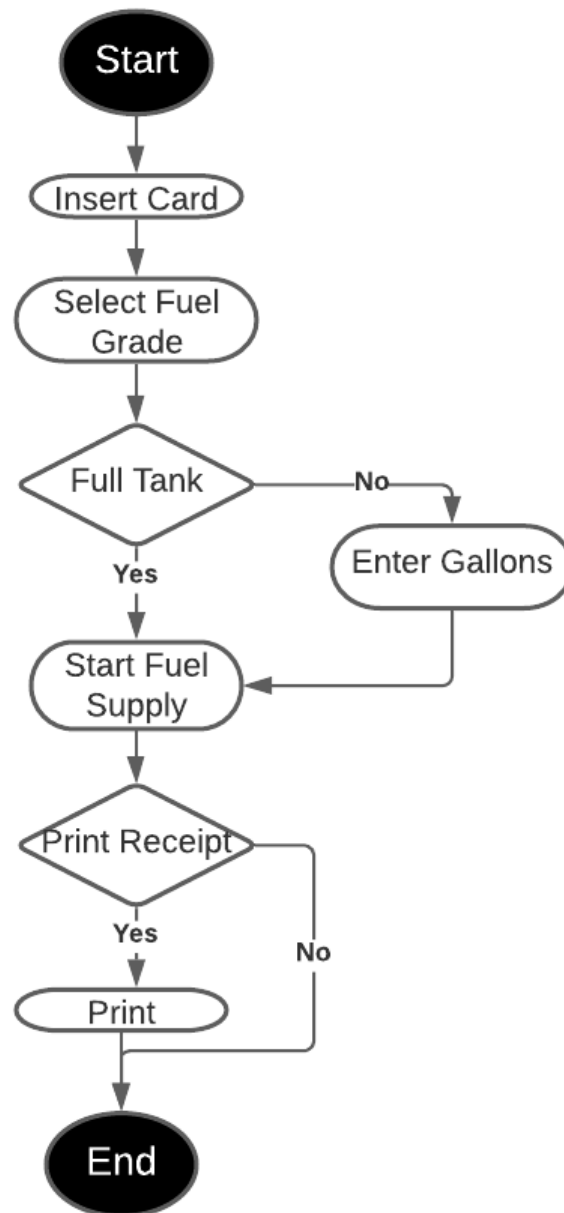 Start
Insert Card
Select Fuel
Grade
Full Tank
No
Enter Gallons
Yes
Start Fuel
Supply
Print Receipt
Yes
No
Print
End